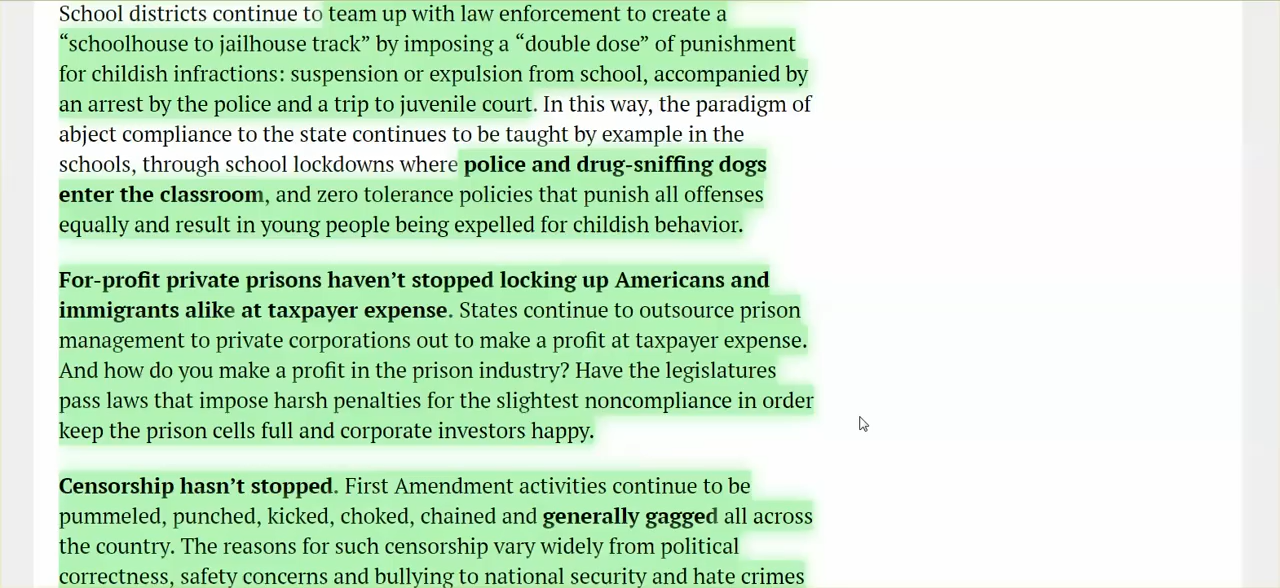 School districts continue to team up with law enforcement to create a
“schoolhouse to jailhouse track” by imposing a “double dose” of punishment
for childish infractions: suspension or expulsion from school, accompanied by
an arrest by the police and a trip to juvenile court. In this way, the paradigm of
abject compliance to the state continues to be taught by example in the
schools, through school lockdowns where police and drug-sniffing dogs
enter the classroom, and zero tolerance policies that punish all offenses
equally and result in young people being expelled for childish behavior.
For-profit private prisons haven’t stopped locking up Americans and
immigrants alike at taxpayer expense. States continue to outsource prison
management to private corporations out to make a profit at taxpayer expense.
And how do you make a profit in the prison industry? Have the legislatures
pass laws that impose harsh penalties for the slightest noncompliance in order
keep the prison cells full and corporate investors happy.
Censorship hasn’t stopped. First Amendment activities continue to be
pummeled, punched, kicked, choked, chained and generally gagged all across
the country. The reasons for such censorship vary widely from political
correctness, safety concerns and bullying to national security and hate crimes